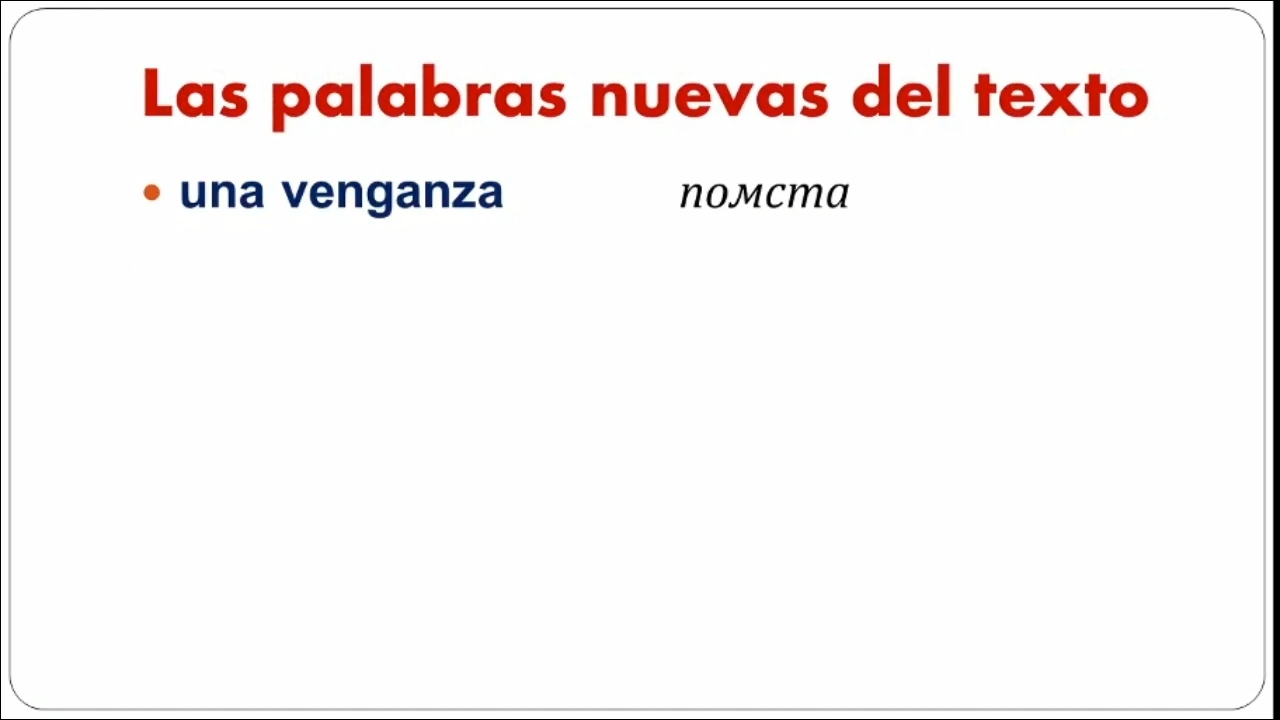 Las palabras nuevas del texto
• una venganza помста